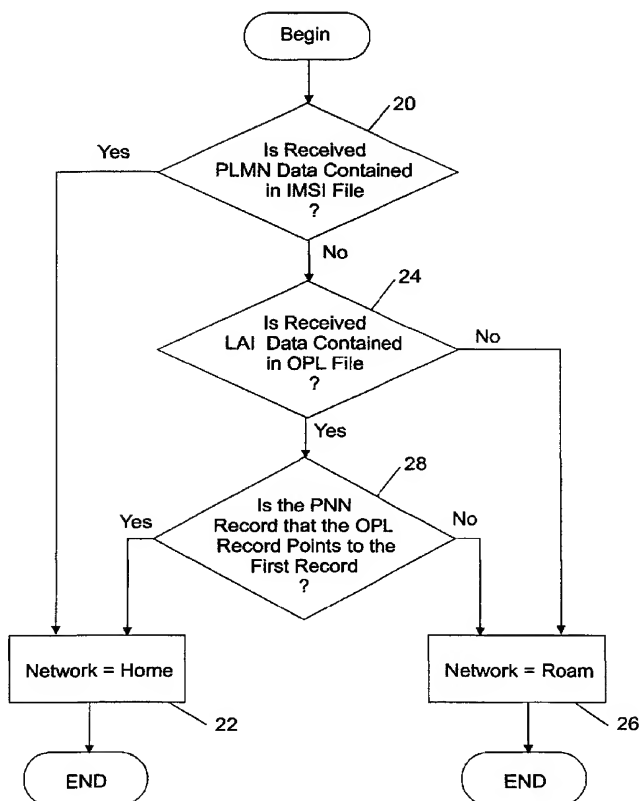 Begin
20
Is Received
PLMN Data Contained
in IMSI File
?
Yes
No
24
Is Received
LAI Data Contained
in OPL File
?
No
Yes
28
Is the PNN
Record that the OPL
Record Points to the
First Record
?
Yes
No
Network = Home
22
Network = Roam
26
END
END